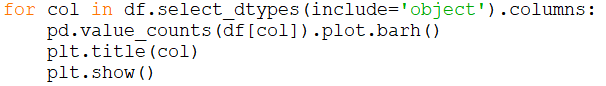 for col in df.select_dtypes(include='object').columns:
    pd.value_counts(df[col]).plot.barh()
    plt.title(col)
    plt.show()